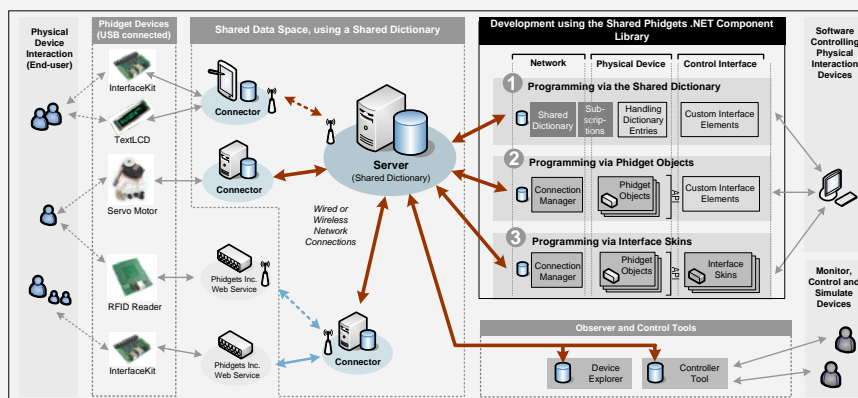 Physical
Device
Interaction
(End-user)
Phidget Devices
(USB connected)
InterfaceKit
TextLCD
Servo Motor
RFID Reader
InterfaceKit
Shared Data Space, using a Shared Dictionary
Connector
Connector
Phidgets Inc.
Web Service
Phidgets Inc.
Web Service
Connector
Server
(Shared Dictionary)
Wired or
Wireless
Network
Connections
Development using the Shared Phidgets .NET Component
Library
Network
Physical Device
Control Interface
1 Programming via the Shared Dictionary
Shared
Dictionary
Sub-
scrip-
tions
Handling
Dictionary
Entries
Custom Interface
Elements
2 Programming via Phidget Objects
Connection
Manager
Phidget
Objects
API
Custom Interface
Elements
3 Programming via Interface Skins
Connection
Manager
Phidget
Objects
API
Interface
Skins
Observer and Control Tools
Device
Explorer
Controller
Tool
Software
Controlling
Physical
Interaction
Devices
Monitor,
Control and
Simulate
Devices